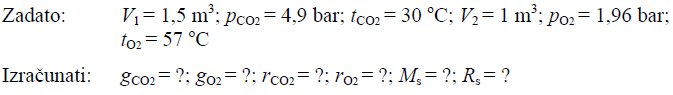 Zadato: V₁ = 1,5 m³; p_CO2 = 4,9 bar; t_CO2 = 30 °C; V₂ = 1 m³; p_O2 = 1,96 bar;
t_O2 = 57 °C
Izračunati: g_CO2 = ?; g_O2 = ?; r_CO2 = ?; r_O2 = ?; M_s = ?; R_s = ?